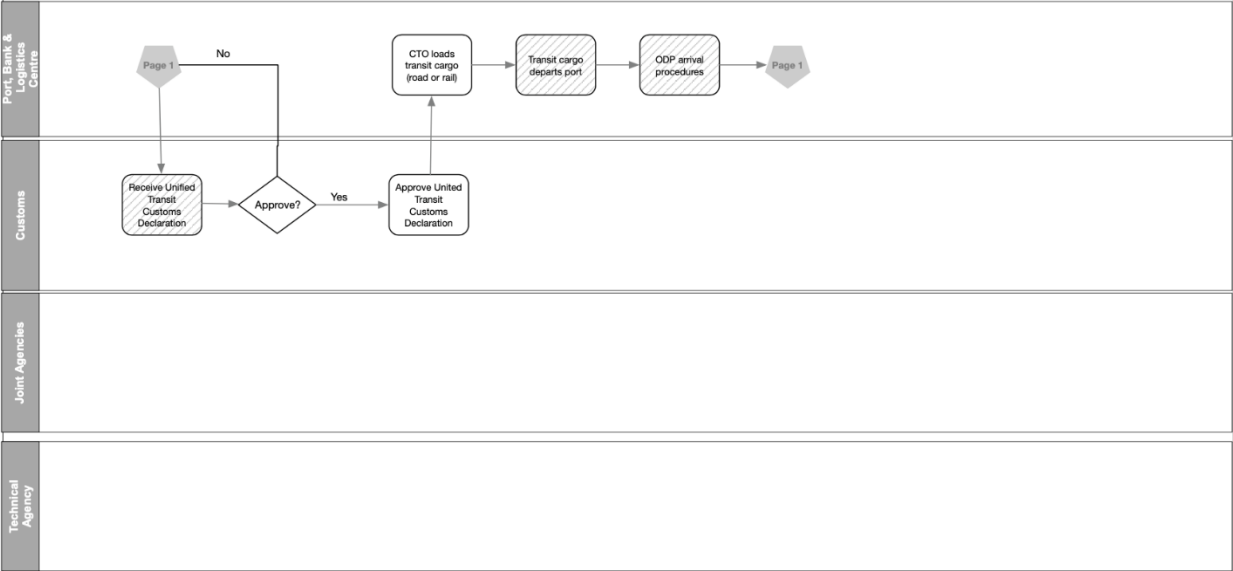 Port, Bank &
Logistics
Centre
No
Page 1
CTO loads
transit cargo
(road or rail)
Transit cargo
departs port
ODP arrival
procedures
Page 1
Customs
Receive Unified
Transit
Customs
Declaration
Approve?
Yes
Approve United
Transit
Customs
Declaration
Joint Agencies
Technical
Agency